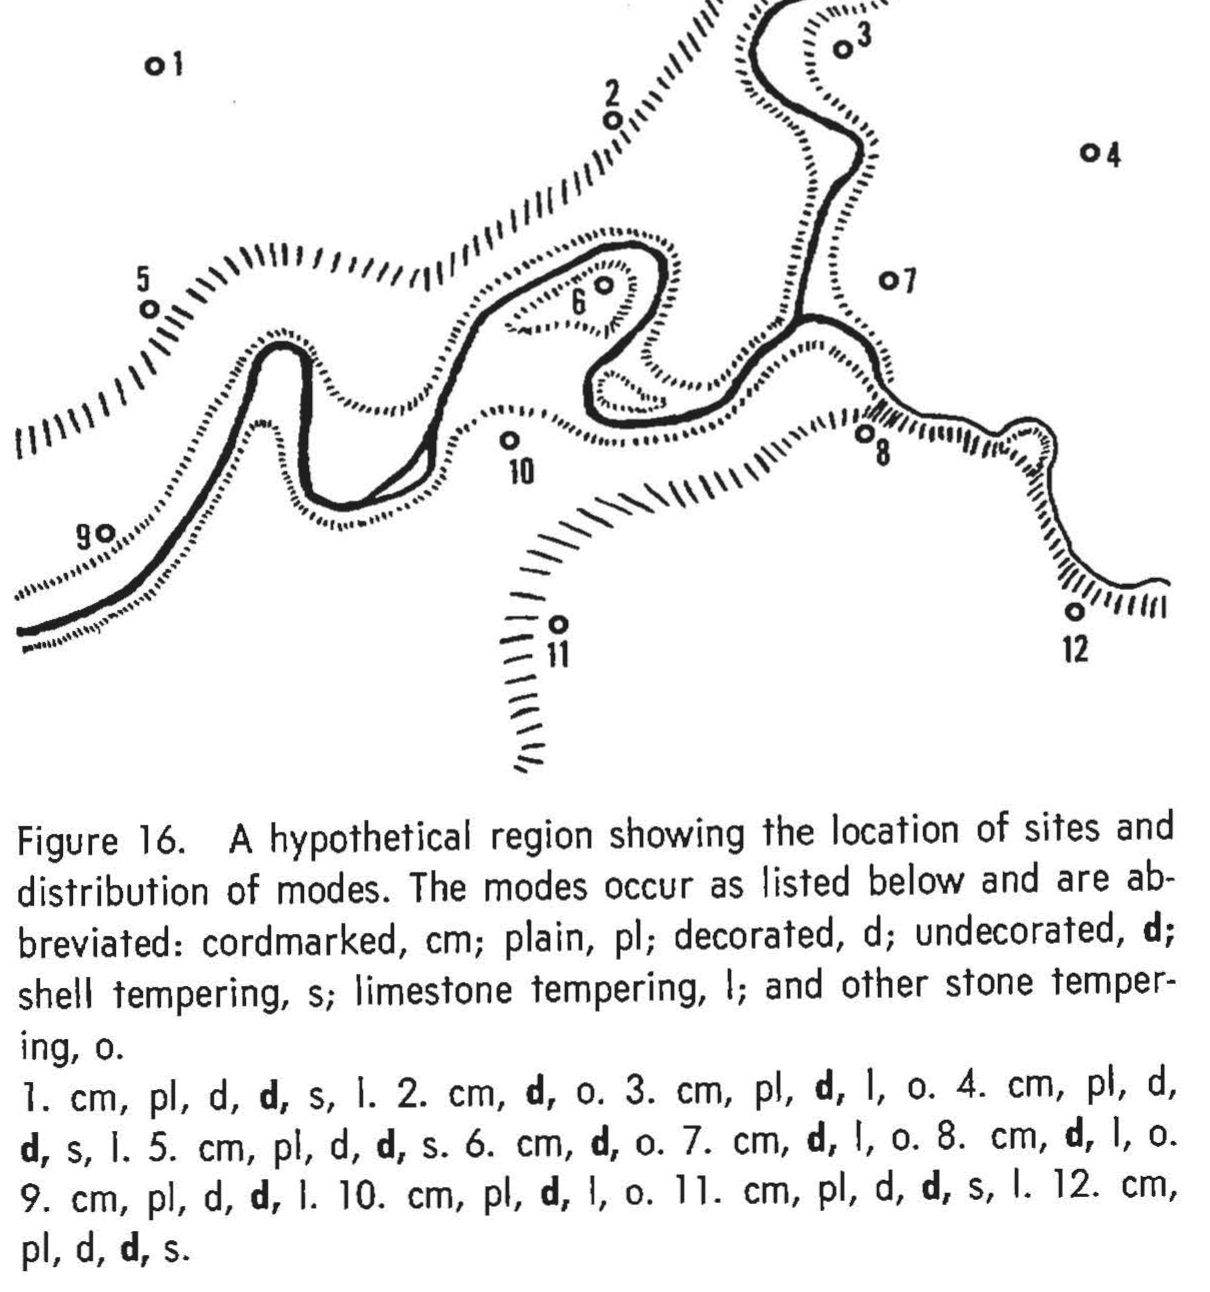 1
3
2
4
5
7
6
8
10
9
11
12
Figure 16. A hypothetical region showing the location of sites and
distribution of modes. The modes occur as listed below and are ab-
breviated: cordmarked, cm; plain, pl; decorated, d; undecorated, d;
shell tempering, s; limestone tempering, l; and other stone temper-
ing, o.
1. cm, pl, d, d, s, l. 2. cm, d, o. 3. cm, pl, d, l, o. 4. cm, pl, d,
d, s, l. 5. cm, pl, d, d, s. 6. cm, d, o. 7. cm, d, l, o. 8. cm, d, l, o.
9. cm, pl, d, d, l. 10. cm, pl, d, l, o. 11. cm, pl, d, d, s, l. 12. cm,
pl, d, d, s.